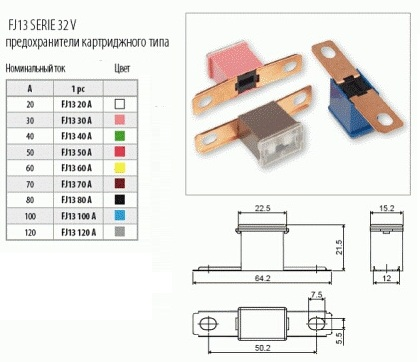 FJ13 SERIE 32 V
предохранители картриджного типа
Номинальный ток Цвет
A 1 pc
20 FJ13 20 A
30 FJ13 30 A
40 FJ13 40 A
50 FJ13 50 A
60 FJ13 60 A
70 FJ13 70 A
80 FJ13 80 A
100 FJ13 100 A
120 FJ13 120 A
22.5
15.2
21.5
64.2
12
7.5
5.5
50.2